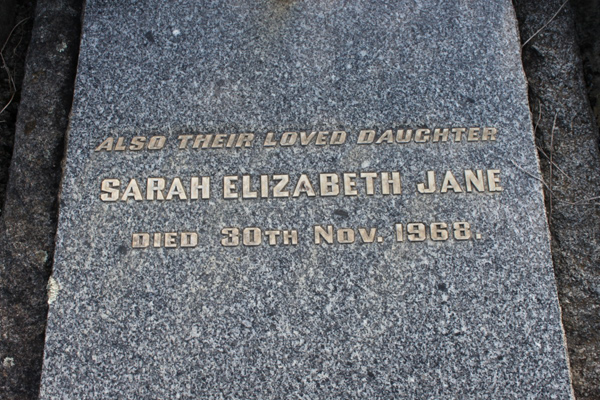 ALSO THEIR LOVED DAUGHTER
SARAH ELIZABETH JANE
DIED 30TH NOV. 1968.